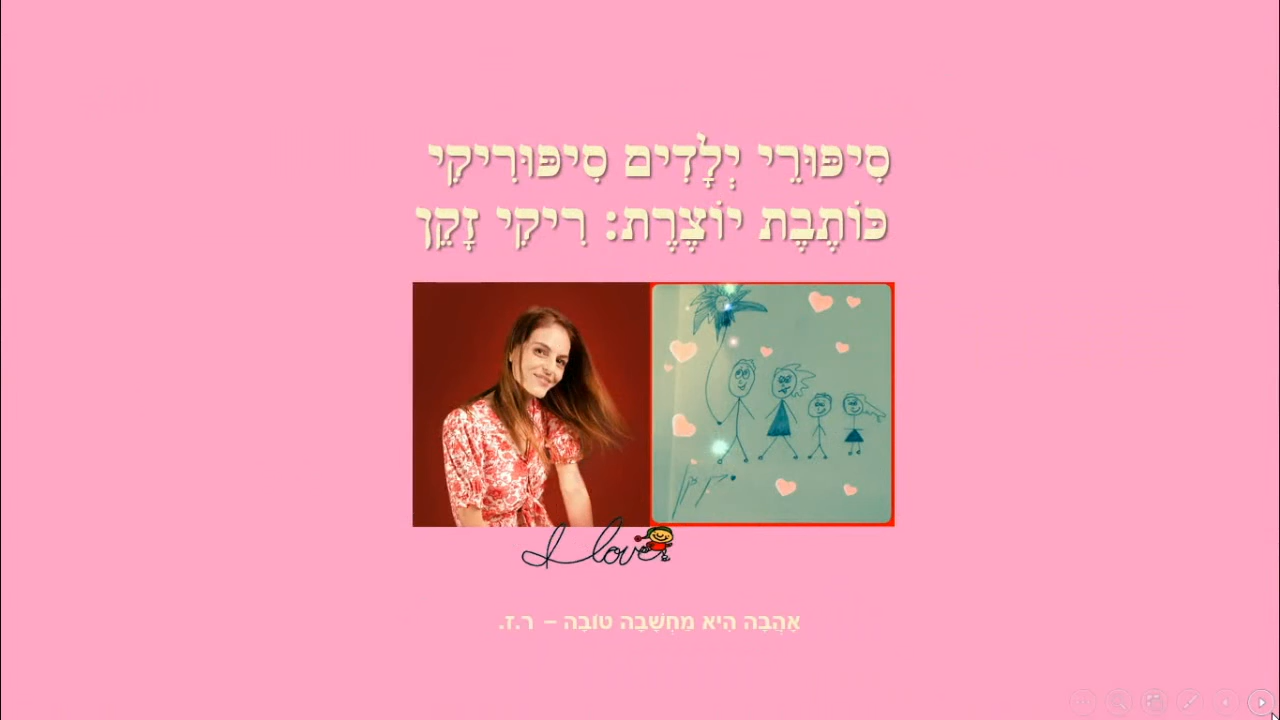 סִיפּוּרֵי יְלָדִים סִיפּוּרִיקִי
כּוֹתֶבֶת יוֹצֶרֶת: רִיקִי זָקֵן
I love
אַהֲבָה הִיא מַחְשָׁבָה טוֹבָה – ר.ז.